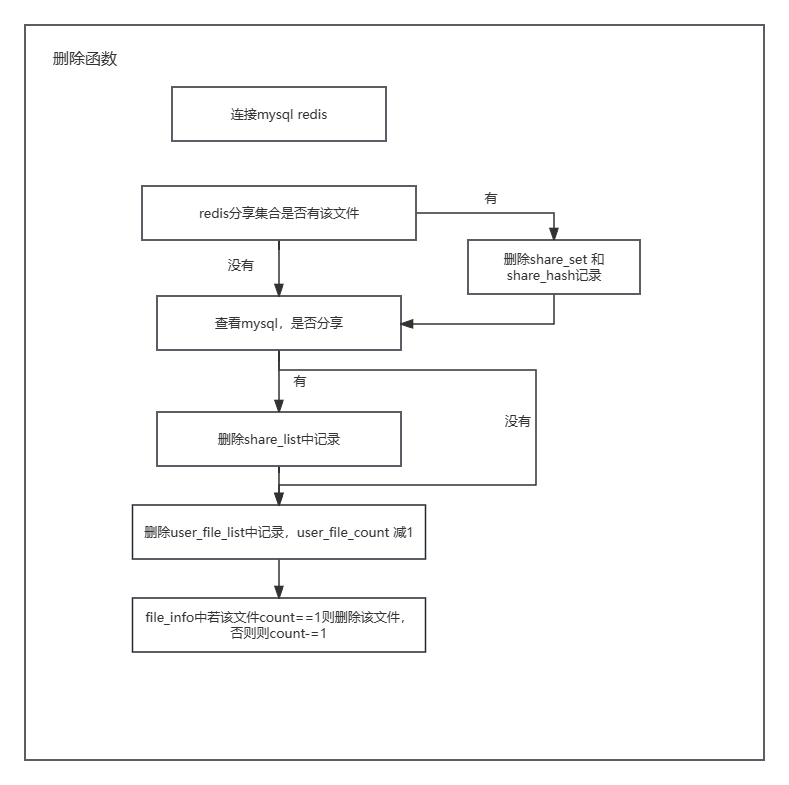 删除函数
连接mysql redis
redis分享集合是否有该文件
有
没有
删除share_set 和
share_hash记录
查看mysql，是否分享
有
没有
删除share_list中记录
删除user_file_list中记录，user_file_count 减1
file_info中若该文件count==1则删除该文件，
否则则count-=1